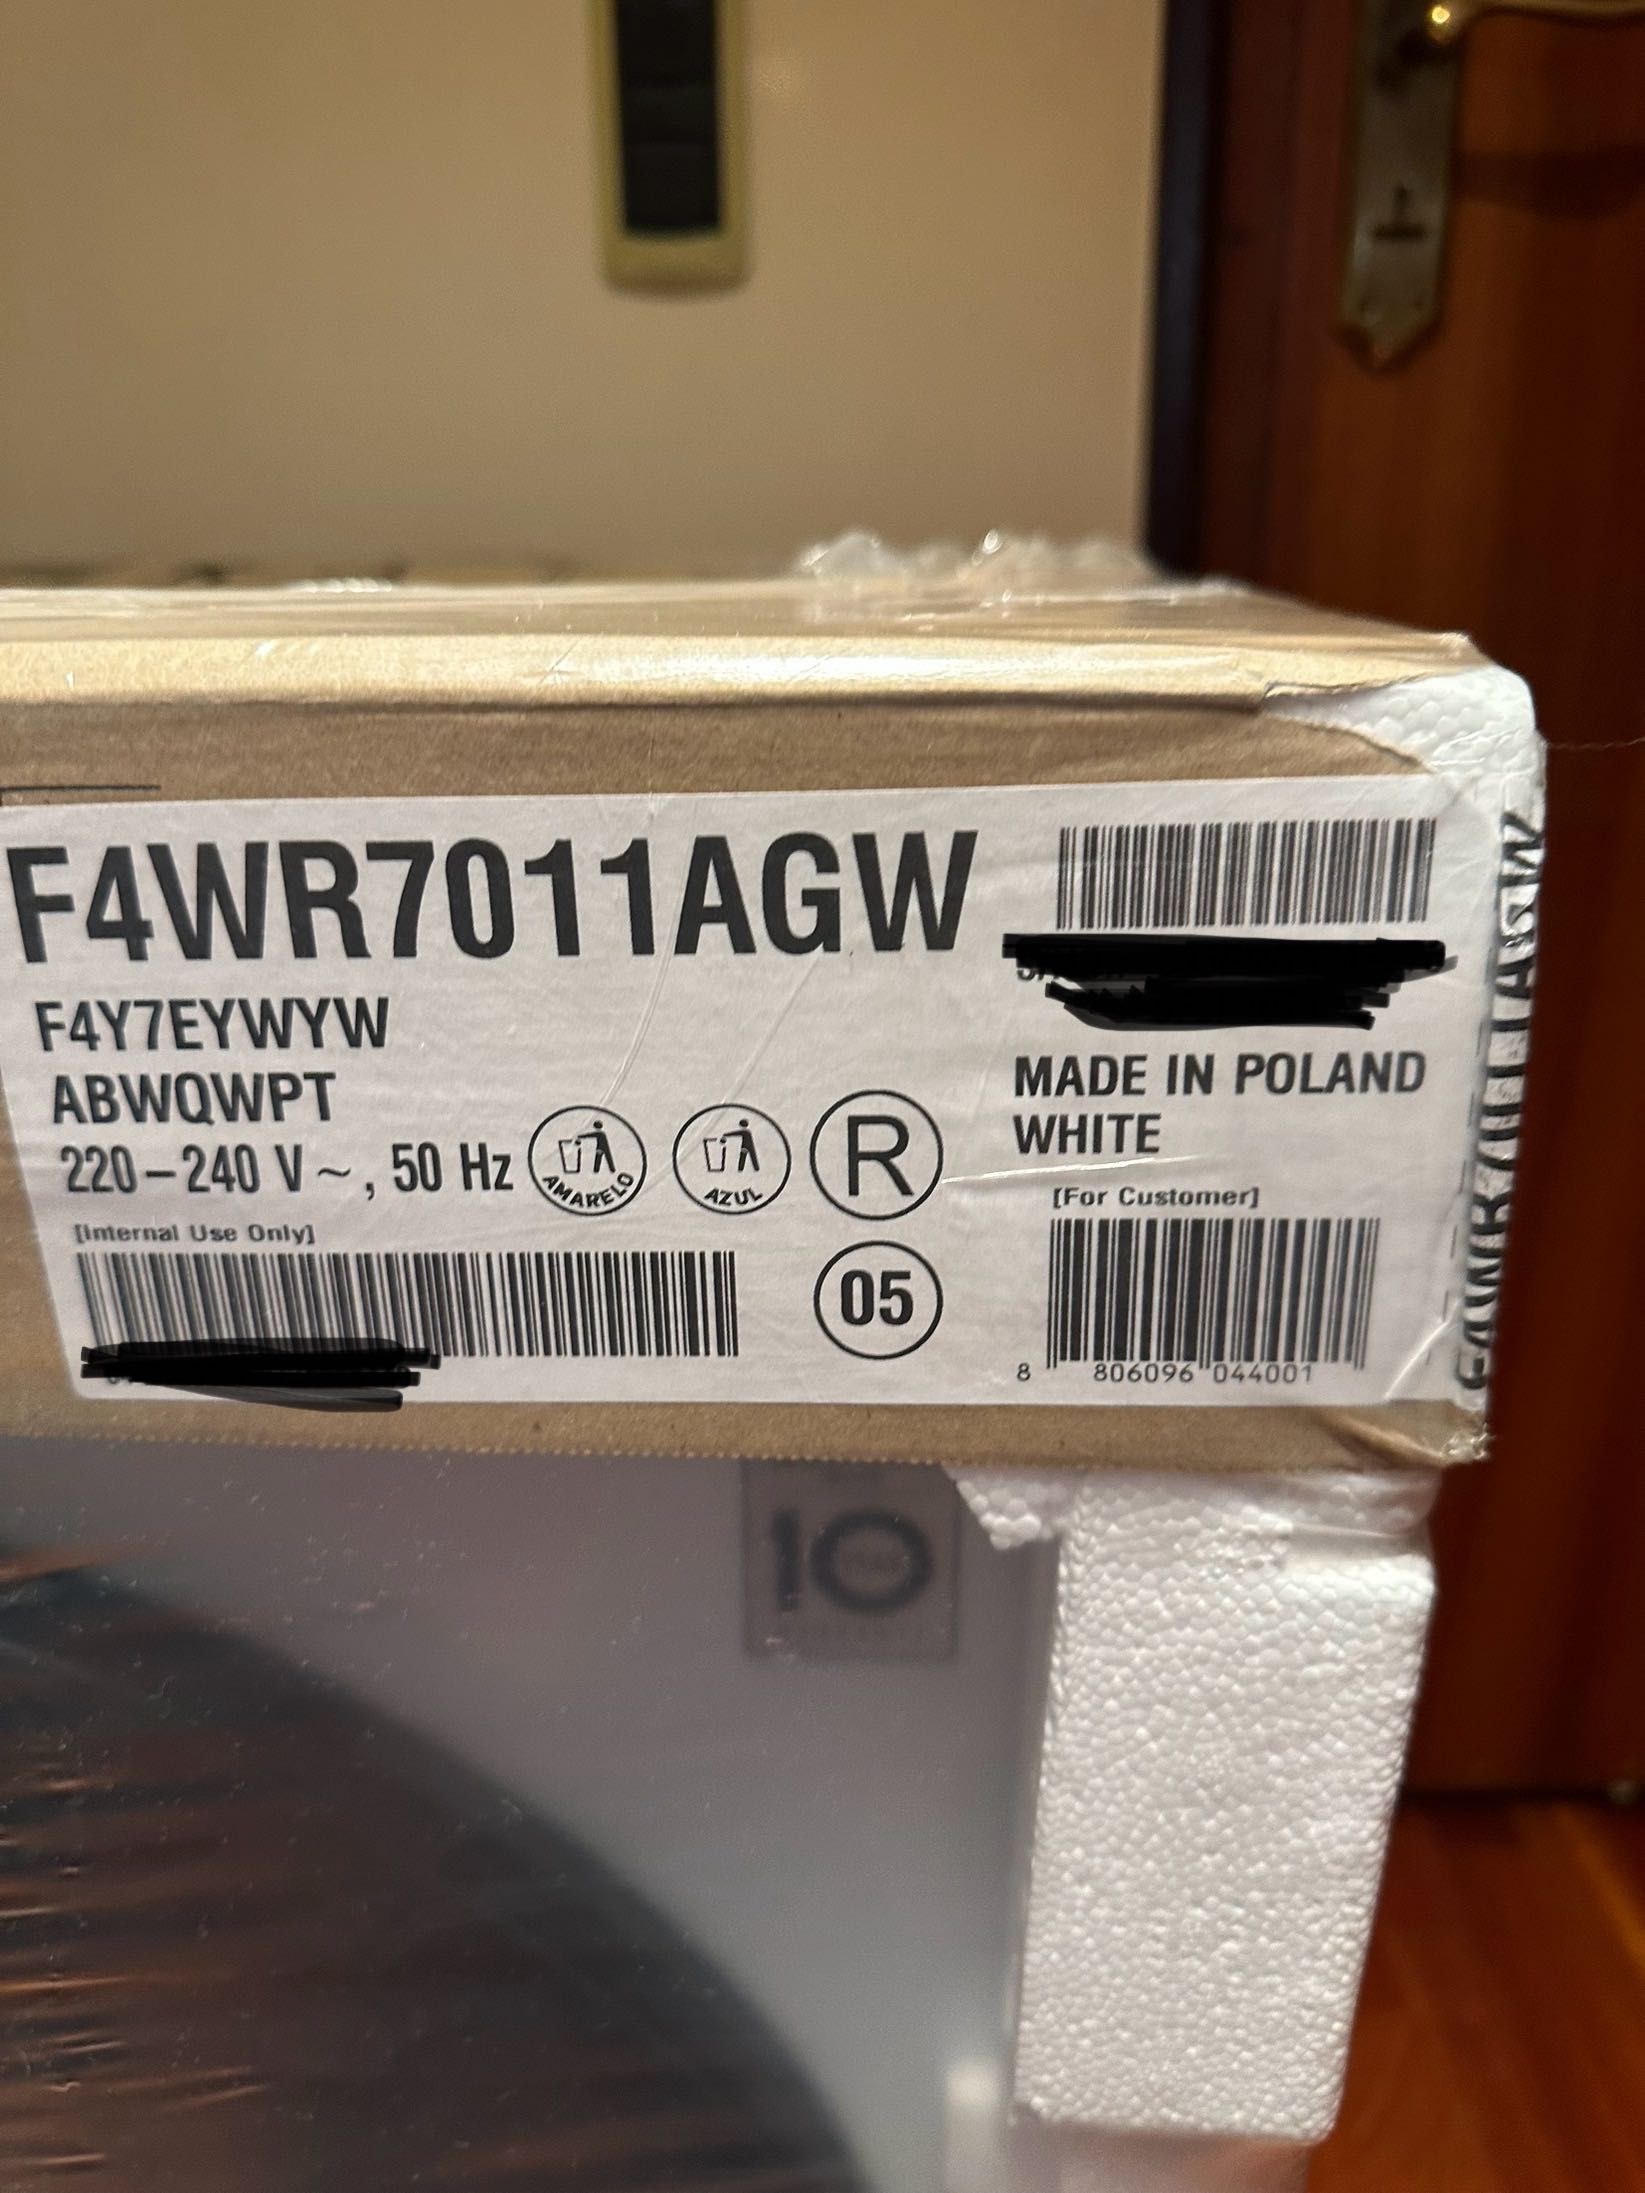 F4WR7011AGW
F4Y7EYWYW
ABWQWPT
220–240 V ~, 50 Hz
AMARELO
AZUL
R
MADE IN POLAND
WHITE
[Internal Use Only]
05
[For Customer]
8 806096 044001
F4WR7011AGW
10